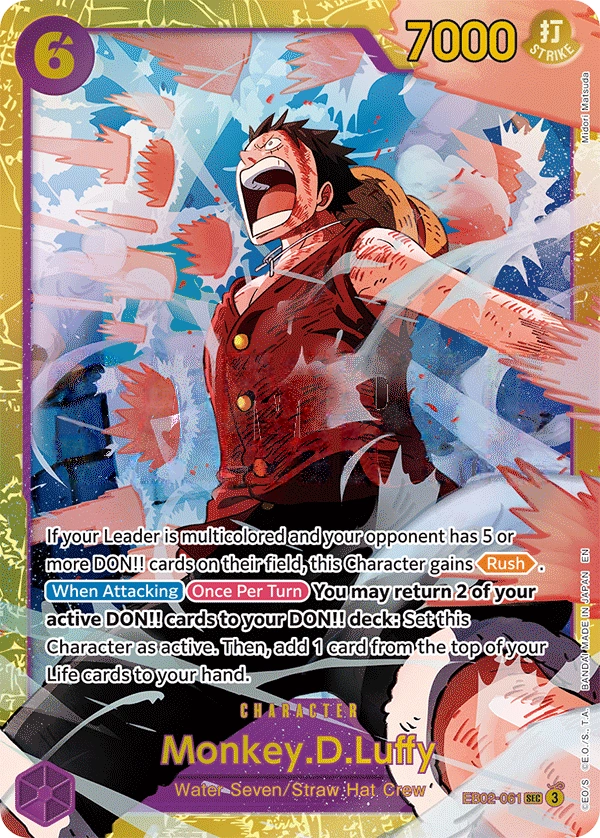 6
7000
打
STRIKE
Midori Matsuda
If your Leader is multicolored and your opponent has 5 or
more DON!! cards on their field, this Character gains Rush .
When Attacking Once Per Turn You may return 2 of your
active DON!! cards to your DON!! deck: Set this
Character as active. Then, add 1 card from the top of your
Life cards to your hand.
CHARACTER
Monkey.D.Luffy
Water Seven/Straw Hat Crew
EB02-061 SEC 3
©EO/S ©E.O./S., T.A. BANDAI MADE IN JAPAN EN